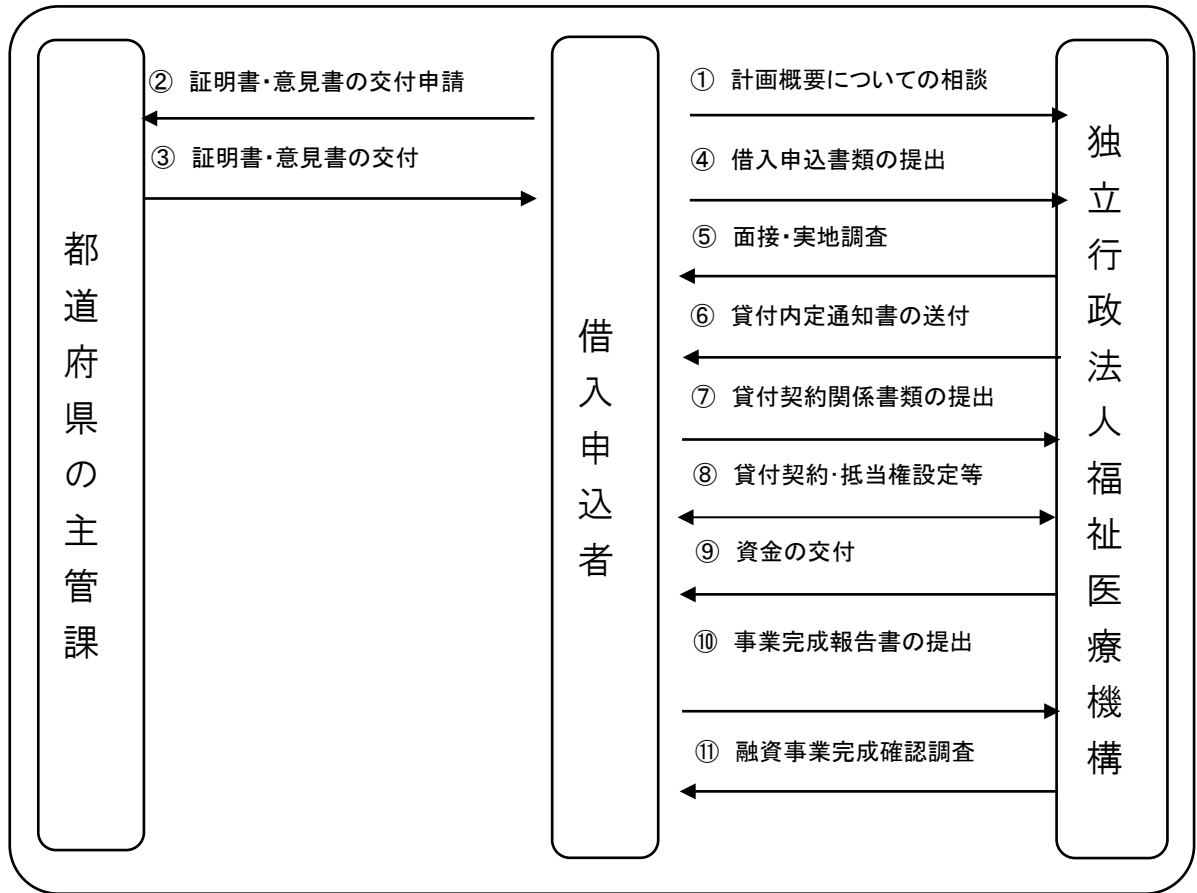 都道府県の主管課
② 証明書・意見書の交付申請
③ 証明書・意見書の交付
借入申込者
① 計画概要についての相談
④ 借入申込書類の提出
⑤ 面接・実地調査
⑥ 貸付内定通知書の送付
⑦ 貸付契約関係書類の提出
⑧ 貸付契約・抵当権設定等
⑨ 資金の交付
⑩ 事業完成報告書の提出
⑪ 融資事業完成確認調査
独立行政法人福祉医療機構